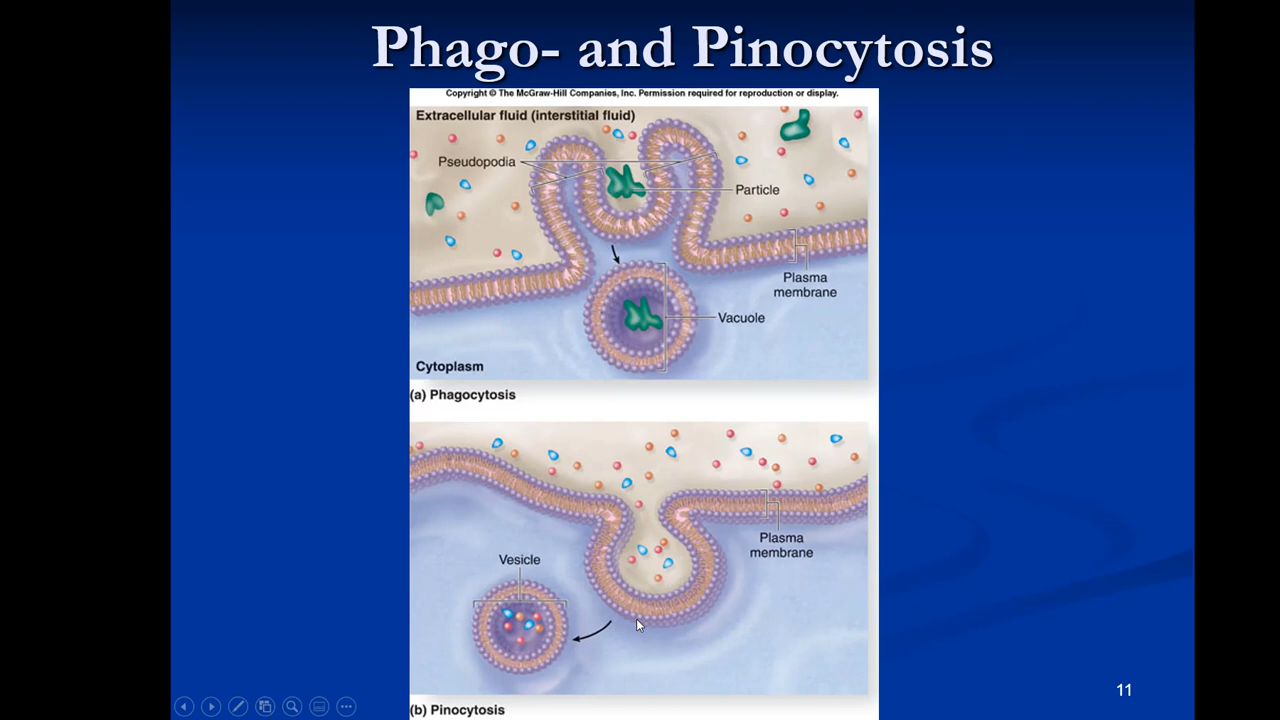 Phago- and Pinocytosis
Copyright © The McGraw-Hill Companies, Inc. Permission required for reproduction or display.
Extracellular fluid (interstitial fluid)
Pseudopodia
Particle
Plasma
membrane
Vacuole
Cytoplasm
(a) Phagocytosis
Plasma
membrane
Vesicle
(b) Pinocytosis
11